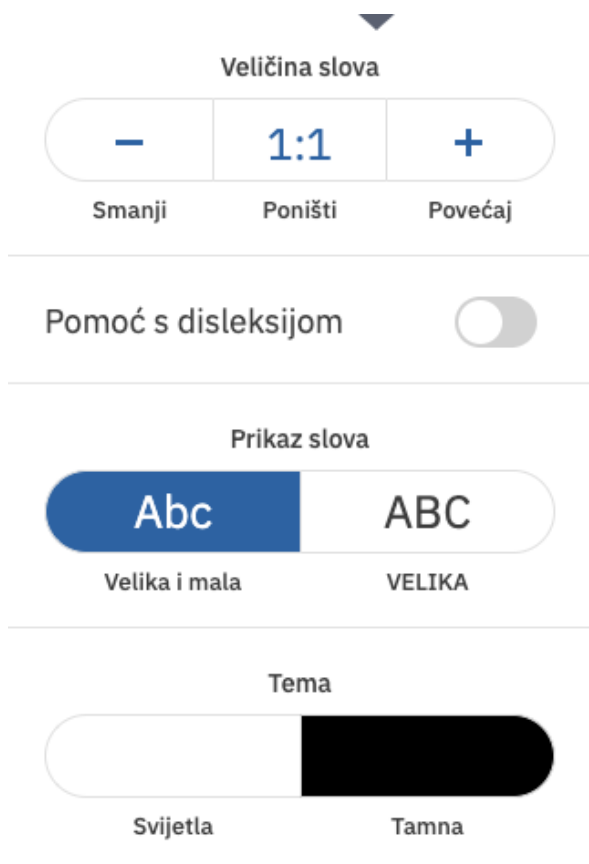 Veličina slova
− 1:1 +
Smanji Poništi Povećaj
Pomoć s disleksijom
Prikaz slova
Abc ABC
Velika i mala VELIKA
Tema
Svijetla Tamna